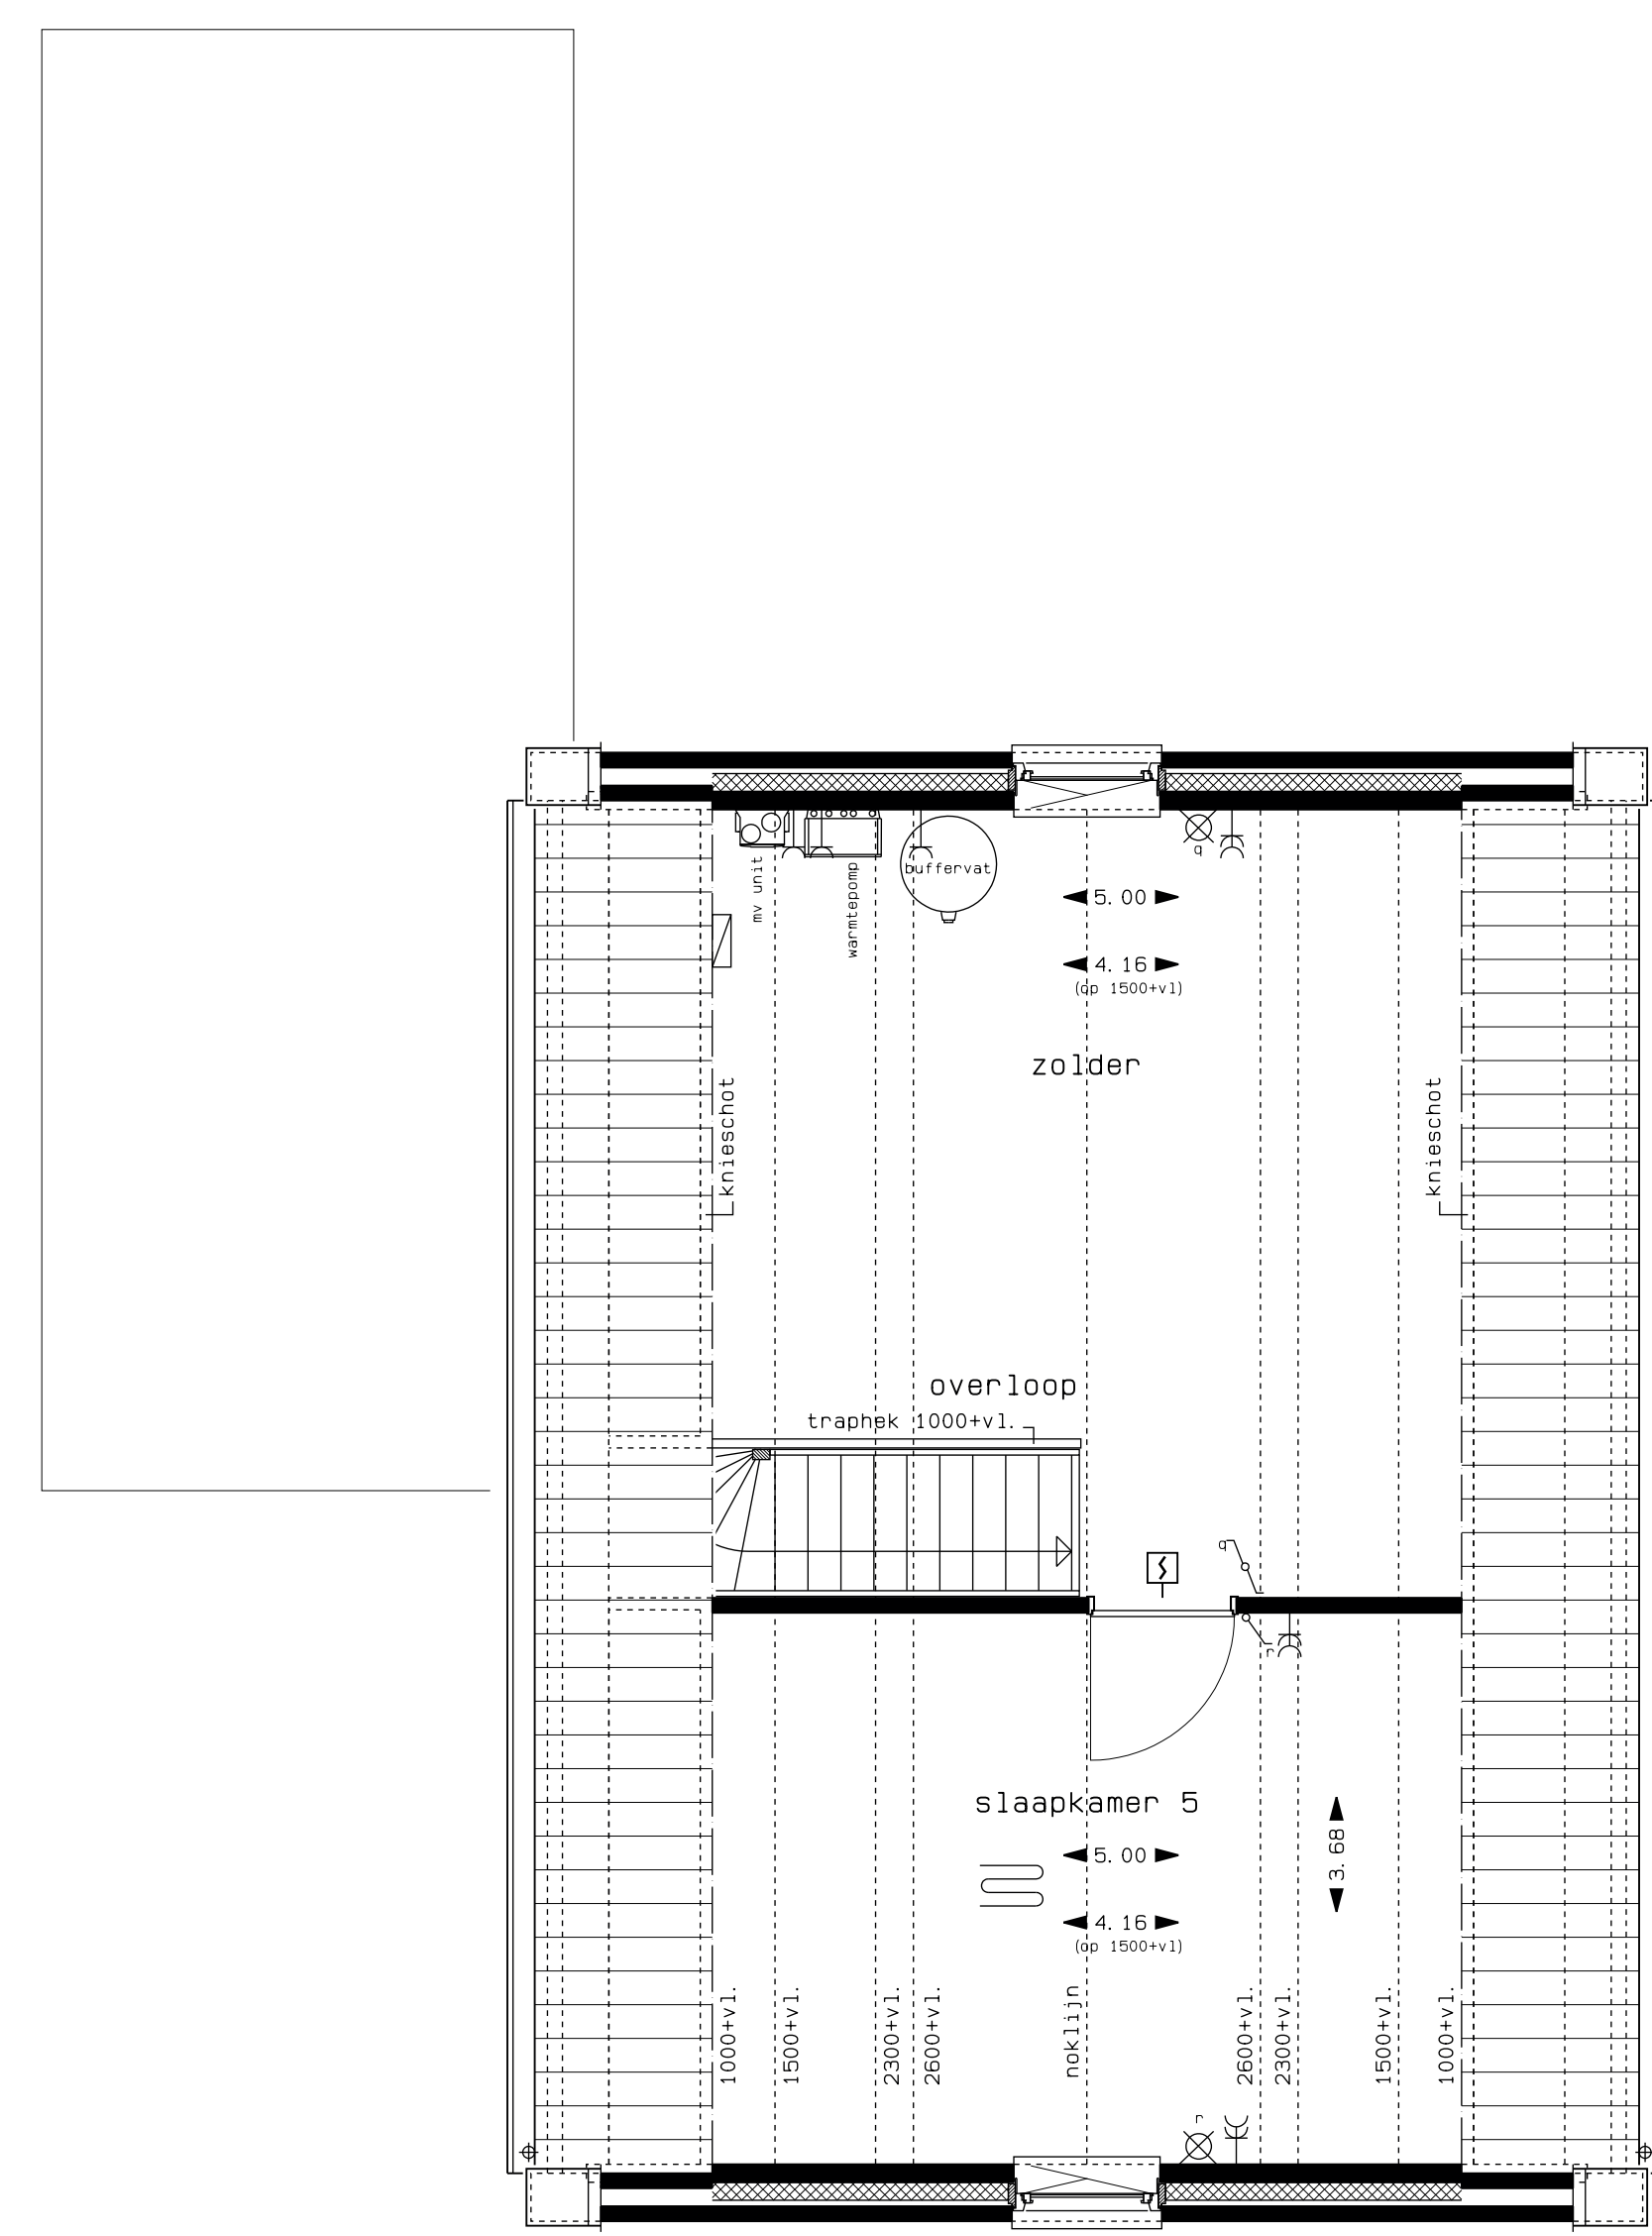 q
buffervat
mv unit
warmtepomp
5.00
4.16
(op 1500+vl)
zolder
knieschot
knieschot
overloop
traphek 1000+vl.
q
r
slaapkamer 5
5.00
3.68
4.16
(op 1500+vl)
1000+vl.
1500+vl.
2300+vl.
2600+vl.
noklijn
2600+vl.
2300+vl.
1500+vl.
1000+vl.
r